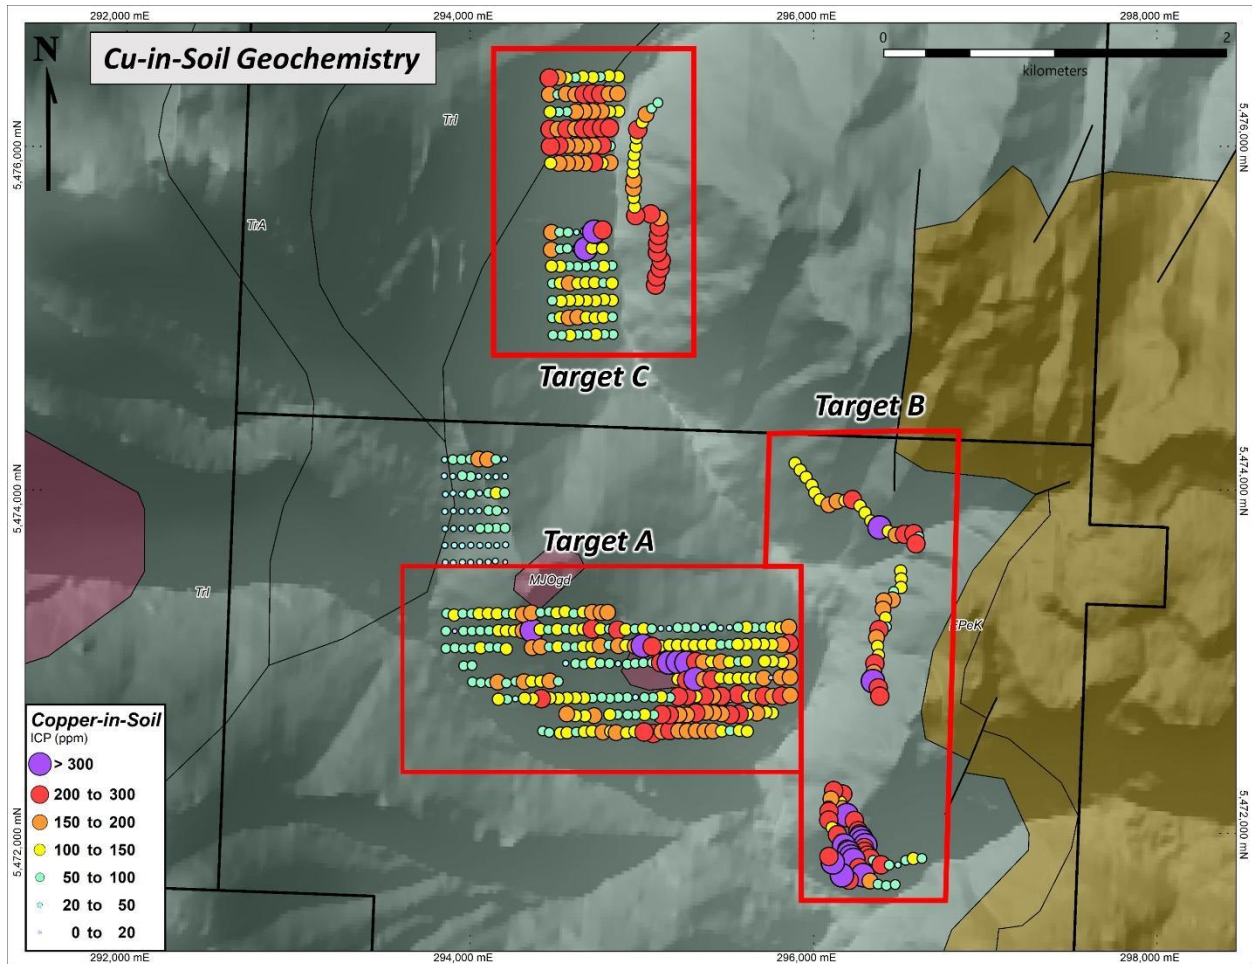 292,000 mE
294,000 mE
296,000 mE
298,000 mE
N
Cu-in-Soil Geochemistry
0
2
kilometers
TrJ
5,476,000 mN
5,476,000 mN
TrA
Target C
Target B
5,474,000 mN
5,474,000 mN
Target A
MJOgd
TrJ
EPeK
Copper-in-Soil
ICP (ppm)
> 300
200 to 300
150 to 200
100 to 150
50 to 100
20 to 50
0 to 20
5,472,000 mN
5,472,000 mN
292,000 mE
294,000 mE
296,000 mE
298,000 mE